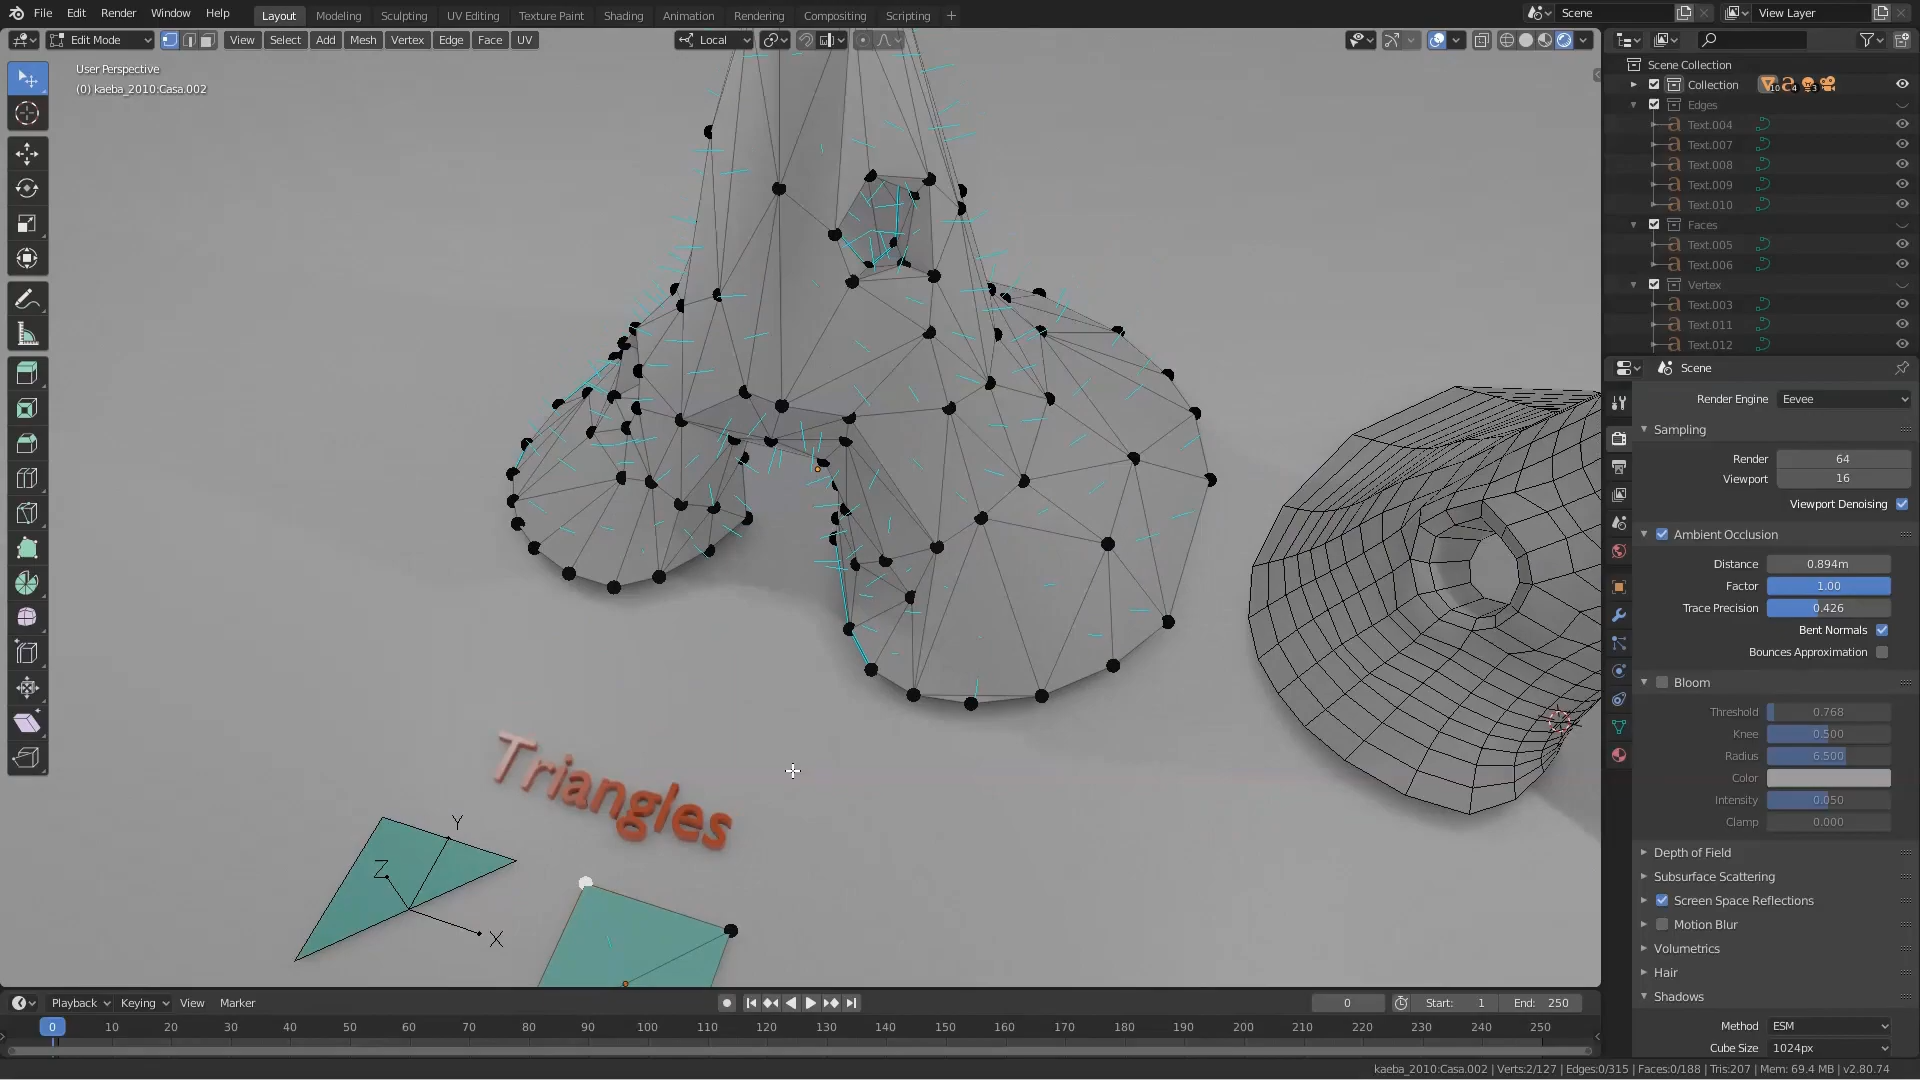 File Edit Render Window Help
Layout Modeling Sculpting UV Editing Texture Paint Shading Animation Rendering Compositing Scripting +
Scene View Layer
Edit Mode View Select Add Mesh Vertex Edge Face UV
Local
User Perspective
(0) kaeba_2010:Casa.002
Triangles
Y
Z
X
Scene Collection
Collection 10 4 3
Edges
Text.004
Text.007
Text.008
Text.009
Text.010
Faces
Text.005
Text.006
Vertex
Text.003
Text.011
Text.012
Scene
Render Engine Eevee
Sampling
Render 64
Viewport 16
Viewport Denoising
Ambient Occlusion
Distance 0.894m
Factor 1.00
Trace Precision 0.426
Bent Normals
Bounces Approximation
Bloom
Threshold 0.768
Knee 0.500
Radius 6.500
Color
Intensity 0.050
Clamp 0.000
Depth of Field
Subsurface Scattering
Screen Space Reflections
Motion Blur
Volumetrics
Hair
Shadows
Method ESM
Cube Size 1024px
Playback Keying View Marker
0 Start: 1 End: 250
0 10 20 30 40 50 60 70 80 90 100 110 120 130 140 150 160 170 180 190 200 210 220 230 240 250
kaeba_2010:Casa.002 | Verts:2/127 | Edges:0/315 | Faces:0/188 | Tris:207 | Mem: 69.4 MB | v2.80.74